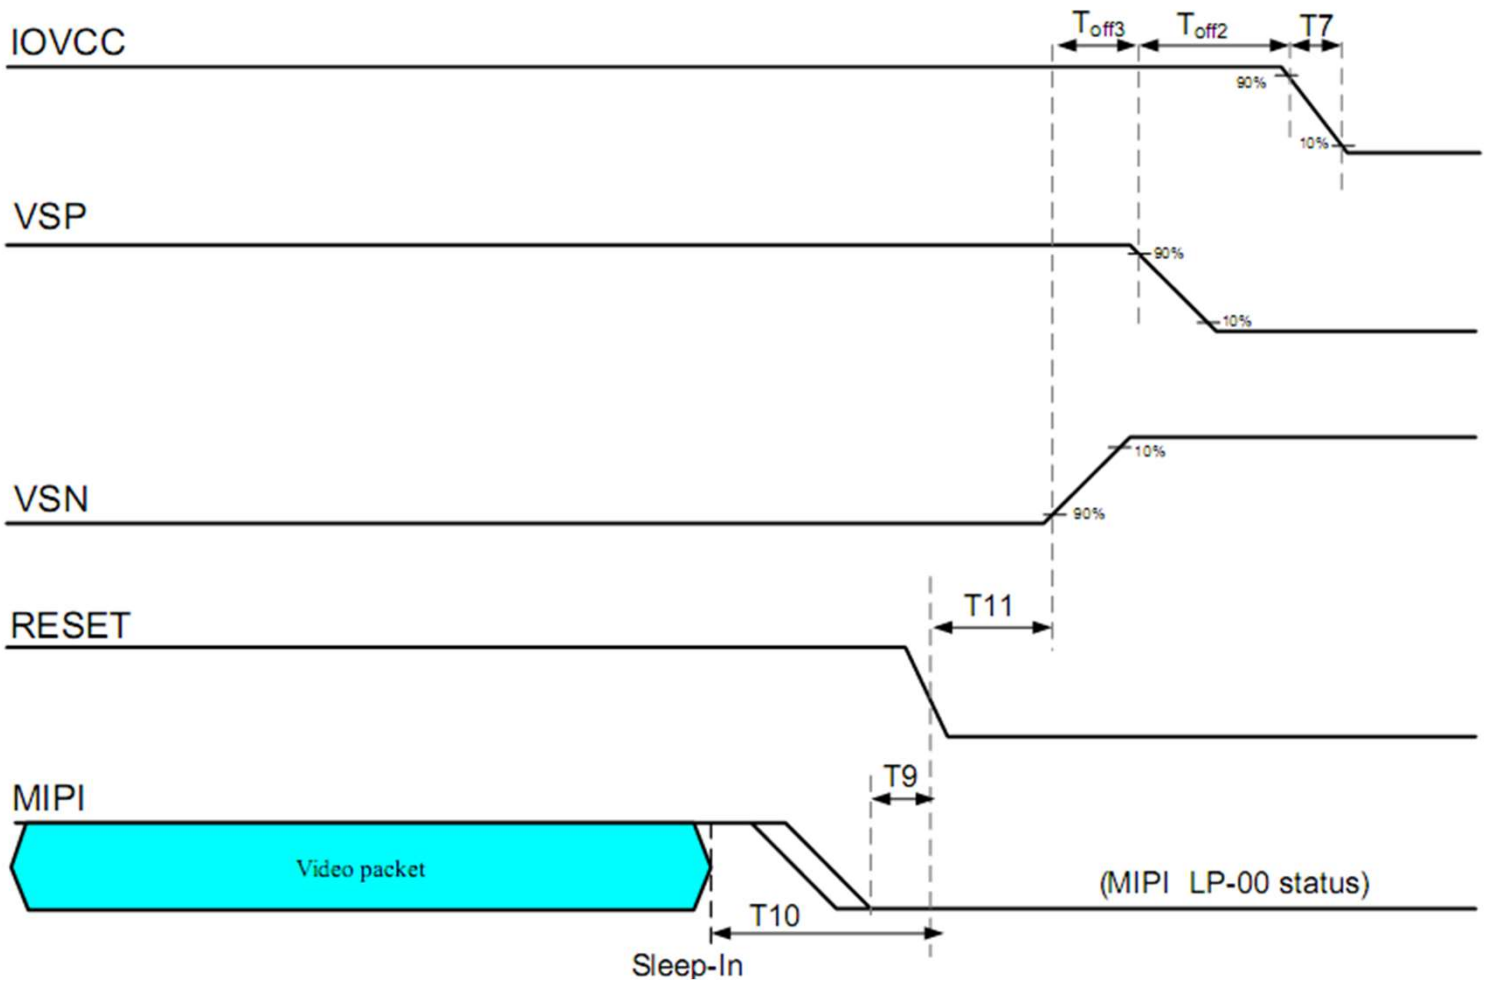 IOVCC
Toff3 Toff2 T7
90%
10%
VSP
90%
10%
10%
VSN
90%
T11
RESET
T9
MIPI
Video packet
(MIPI LP-00 status)
T10
Sleep-In